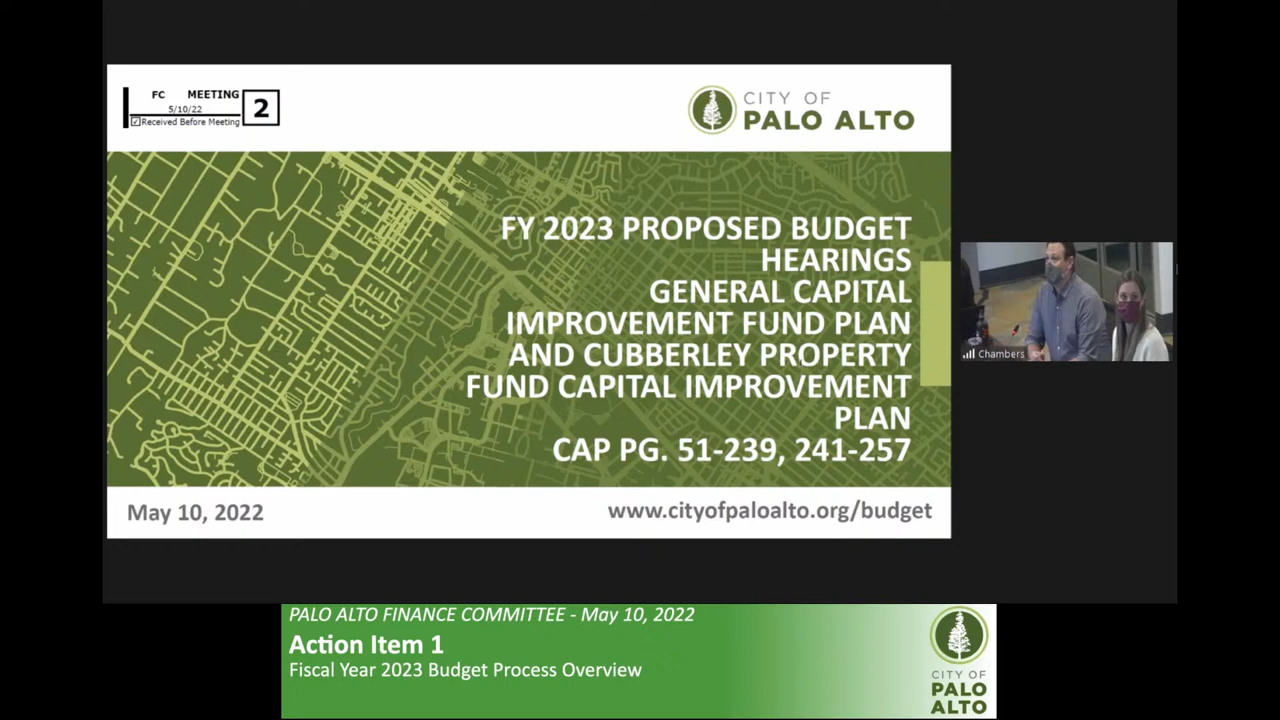 FC MEETING
5/10/22
Received Before Meeting
2
CITY OF
PALO ALTO
FY 2023 PROPOSED BUDGET
HEARINGS
GENERAL CAPITAL
IMPROVEMENT FUND PLAN
AND CUBBERLEY PROPERTY
FUND CAPITAL IMPROVEMENT
PLAN
CAP PG. 51-239, 241-257
May 10, 2022
www.cityofpaloalto.org/budget
Chambers
PALO ALTO FINANCE COMMITTEE - May 10, 2022
Action Item 1
Fiscal Year 2023 Budget Process Overview
CITY OF
PALO
ALTO